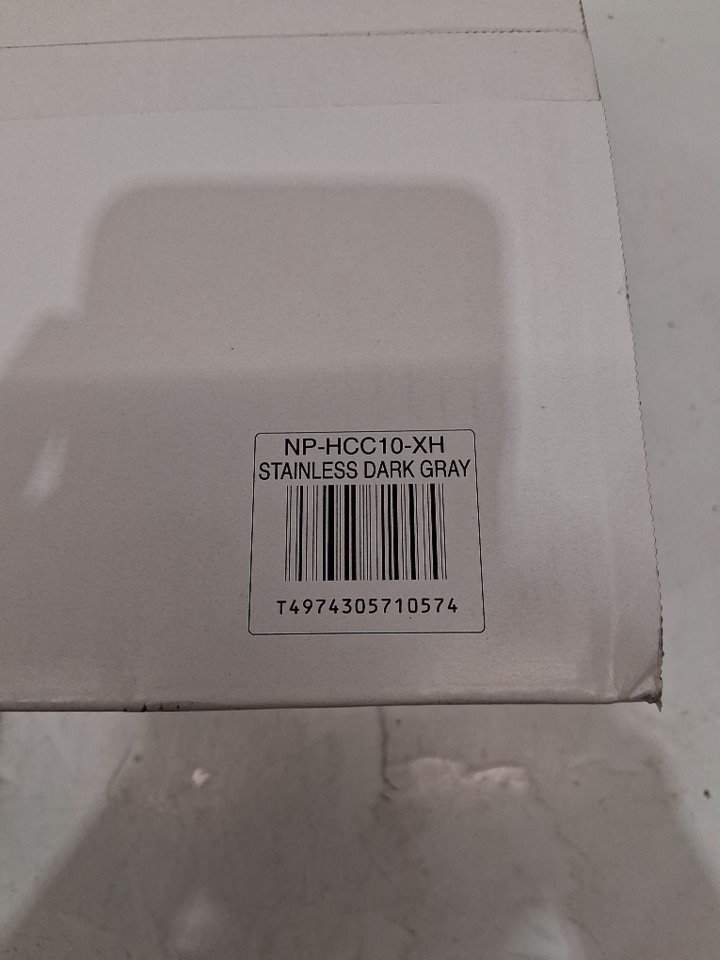 NP-HCC10-XH
STAINLESS DARK GRAY
T4974305710574